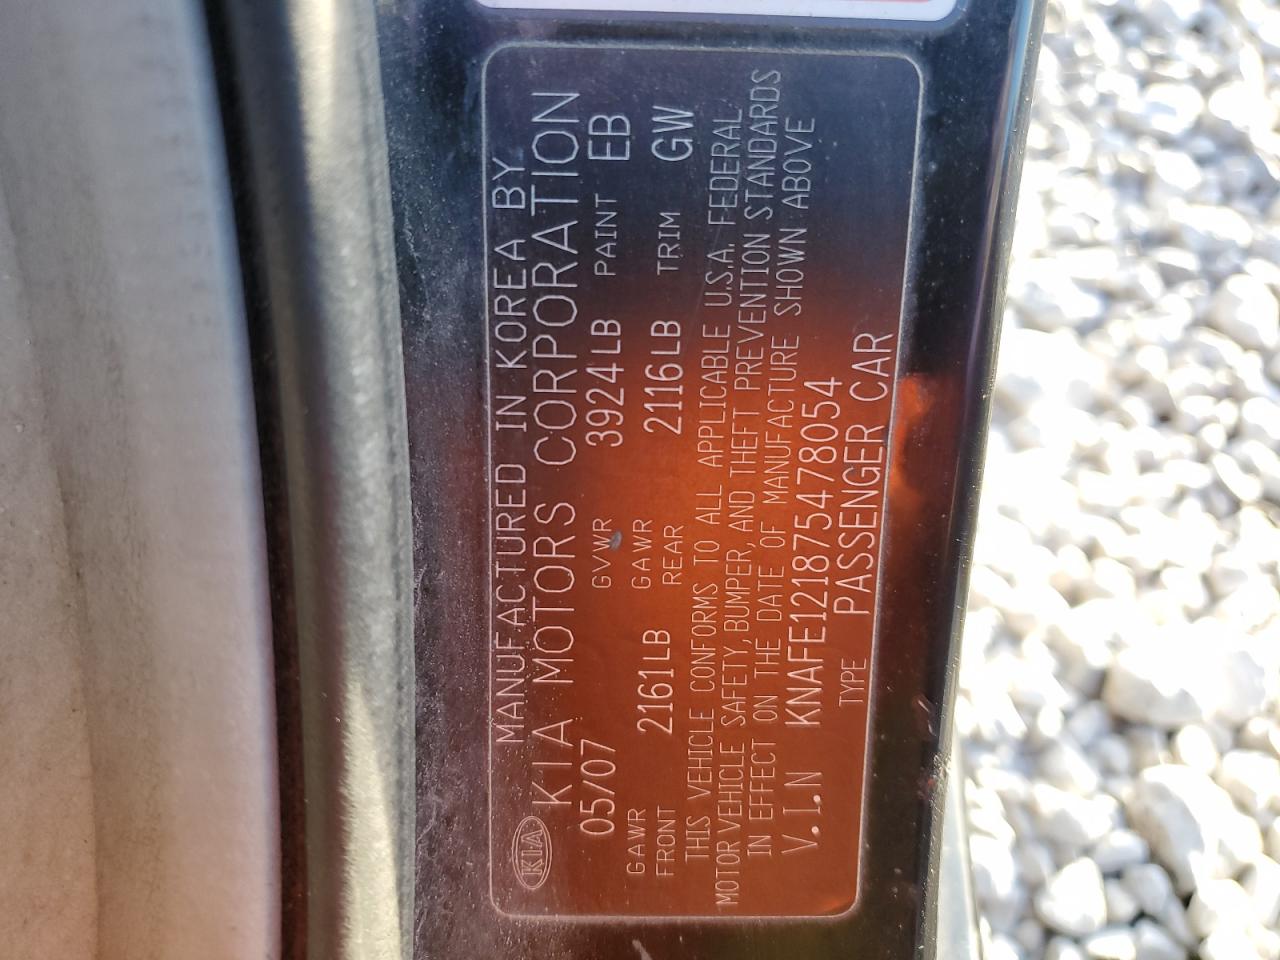 MANUFACTURED IN KOREA BY
KIA KIA MOTORS CORPORATION
05/07 GVWR 3924LB PAINT EB
GAWR FRONT 2161LB GAWR REAR 2116LB TRIM GW
THIS VEHICLE CONFORMS TO ALL APPLICABLE U.S.A. FEDERAL
MOTOR VEHICLE SAFETY, BUMPER, AND THEFT PREVENTION STANDARDS
IN EFFECT ON THE DATE OF MANUFACTURE SHOWN ABOVE
V.I.N KNAFE121875478054
TYPE PASSENGER CAR